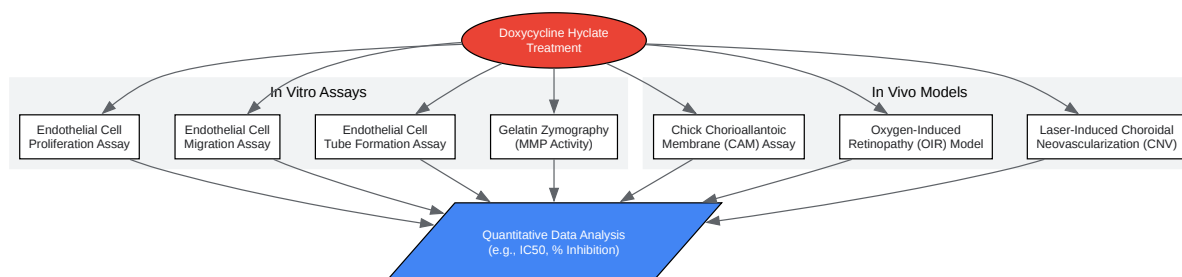 Doxycycline Hyclate
Treatment
In Vitro Assays
In Vivo Models
Endothelial Cell
Proliferation Assay
Endothelial Cell
Migration Assay
Endothelial Cell
Tube Formation Assay
Gelatin Zymography
(MMP Activity)
Chick Chorioallantoic
Membrane (CAM) Assay
Oxygen-Induced
Retinopathy (OIR) Model
Laser-Induced Choroidal
Neovascularization (CNV)
Quantitative Data Analysis
(e.g., IC50, % Inhibition)